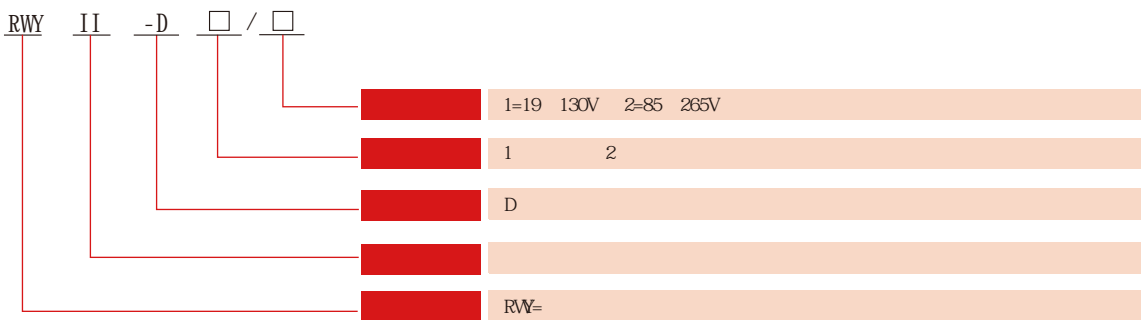 RWY II -D □ / □
1=19 130V 2=85 265V
1 2
D
RWY=